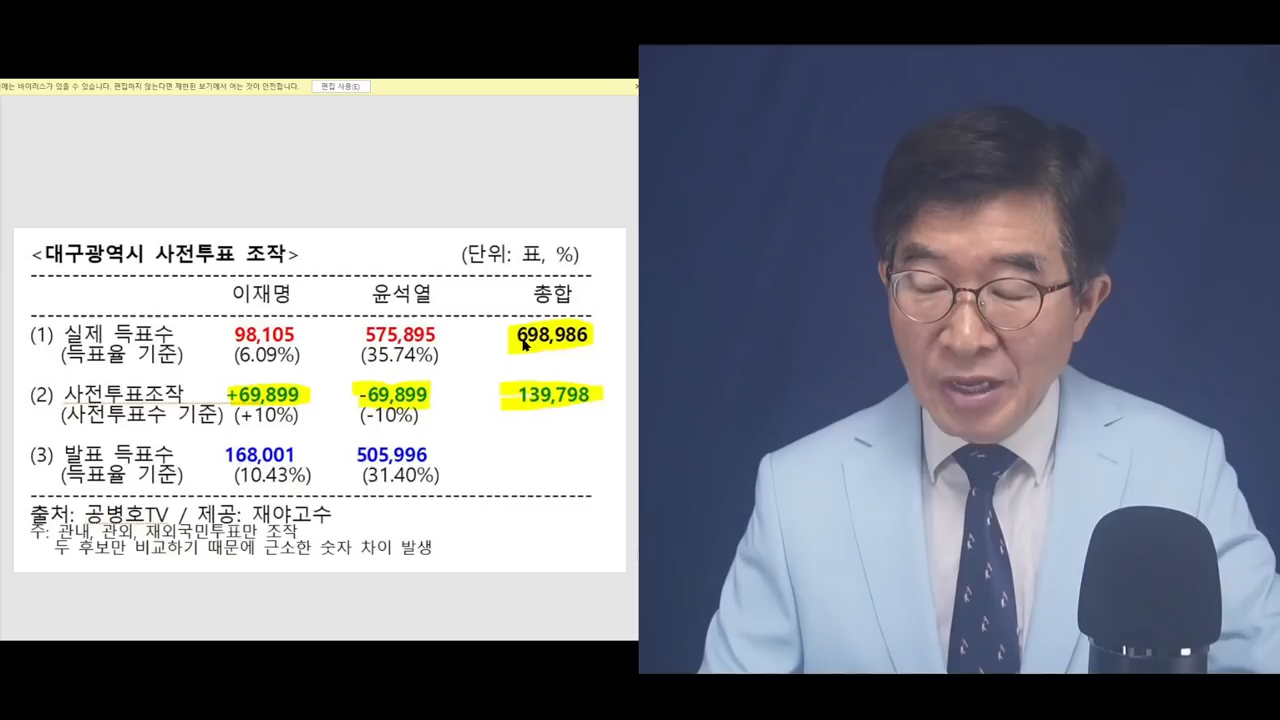 에는 바이러스가 있을 수 있습니다. 편집하지 않는다면 제한된 보기에서 여는 것이 안전합니다. 편집 사용(E)
<대구광역시 사전투표 조작> (단위: 표, %)
이재명 윤석열 총합
(1) 실제 득표수 98,105 575,895 698,986
(득표율 기준) (6.09%) (35.74%)
(2) 사전투표조작 +69,899 -69,899 139,798
(사전투표수 기준) (+10%) (-10%)
(3) 발표 득표수 168,001 505,996
(득표율 기준) (10.43%) (31.40%)
출처: 공병호TV / 제공: 재야고수
주: 관내, 관외, 재외국민투표만 조작
두 후보만 비교하기 때문에 근소한 숫자 차이 발생